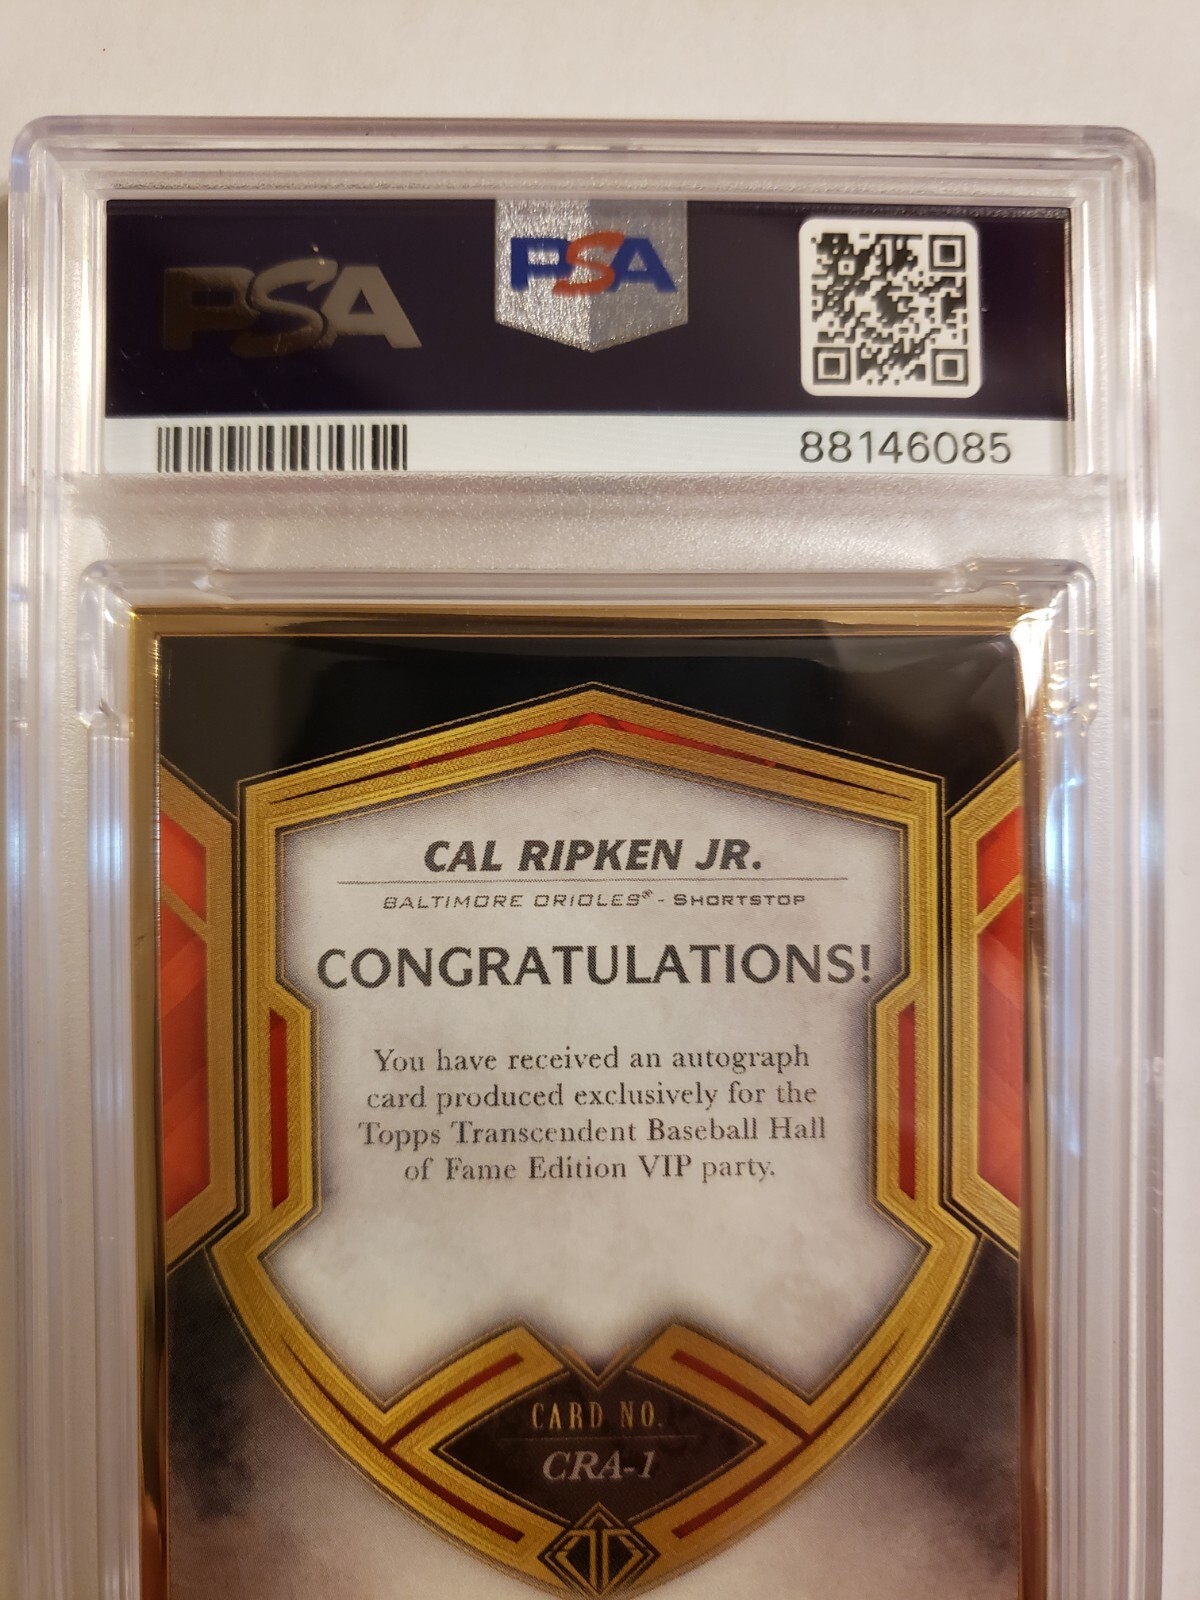 PSA
PSA
88146085
CAL RIPKEN JR.
BALTIMORE ORIOLES® - SHORTSTOP
CONGRATULATIONS!
You have received an autograph
card produced exclusively for the
Topps Transcendent Baseball Hall
of Fame Edition VIP party.
CARD NO.
CRA-1